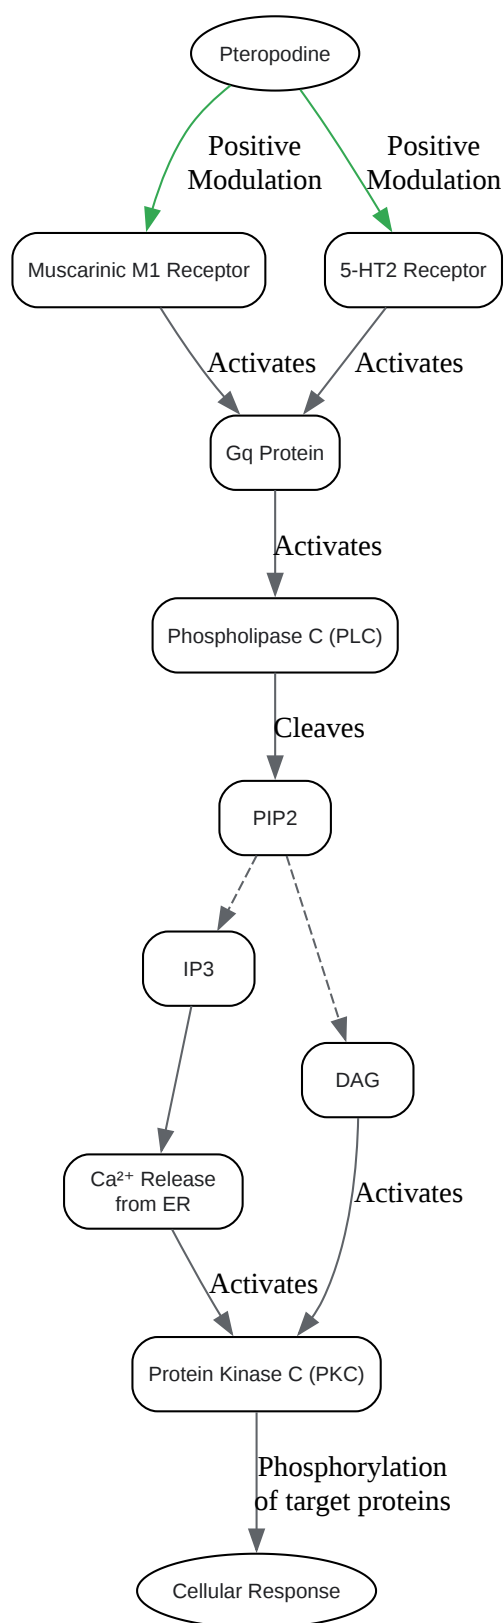 Pteropodine
Positive
Modulation
Positive
Modulation
Muscarinic M1 Receptor
5-HT2 Receptor
Activates
Activates
Gq Protein
Activates
Phospholipase C (PLC)
Cleaves
PIP2
IP3
DAG
Ca²⁺ Release
from ER
Activates
Activates
Protein Kinase C (PKC)
Phosphorylation
of target proteins
Cellular Response